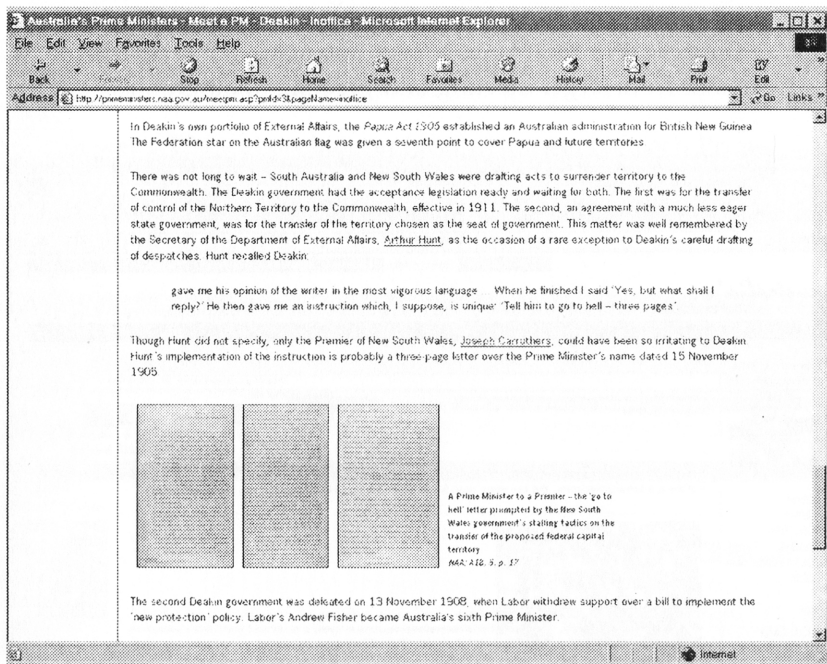 Australia's Prime Ministers - Meet a PM - Deakin - Inoffice - Microsoft Internet Explorer
File Edit View Favorites Tools Help
Back Stop Refresh Home Search Favorites Media History Mail Print Edit
Address http://primeministers.naa.gov.au/meetpm.asp?pmId=3&pageName=inoffice Go Links
In Deakin's own portfolio of External Affairs, the Papua Act 1905 established an Australian administration for British New Guinea.
The Federation star on the Australian flag was given a seventh point to cover Papua and future territories.
There was not long to wait – South Australia and New South Wales were drafting acts to surrender territory to the
Commonwealth. The Deakin government had the acceptance legislation ready and waiting for both. The first was for the transfer
of control of the Northern Territory to the Commonwealth, effective in 1911. The second, an agreement with a much less eager
state government, was for the transfer of the territory chosen as the seat of government. This matter was well remembered by
the Secretary of the Department of External Affairs, Arthur Hunt, as the occasion of a rare exception to Deakin's careful drafting
of despatches. Hunt recalled Deakin:
gave me his opinion of the writer in the most vigorous language ... When he finished I said 'Yes, but what shall I
reply?' He then gave me an instruction which, I suppose, is unique: 'Tell him to go to hell – three pages'.
Though Hunt did not specify, only the Premier of New South Wales, Joseph Carruthers, could have been so irritating to Deakin.
Hunt's implementation of the instruction is probably a three-page letter over the Prime Minister's name dated 15 November
A Prime Minister to a Premier – the 'go to
hell' letter prompted by the New South
Wales government's stalling tactics on the
transfer of the proposed federal capital
territory
NAA: A18, p. 17
The second Deakin government was defeated on 13 November 1908, when Labor withdrew support over a bill to implement the
'new protection' policy. Labor's Andrew Fisher became Australia's sixth Prime Minister.
Internet